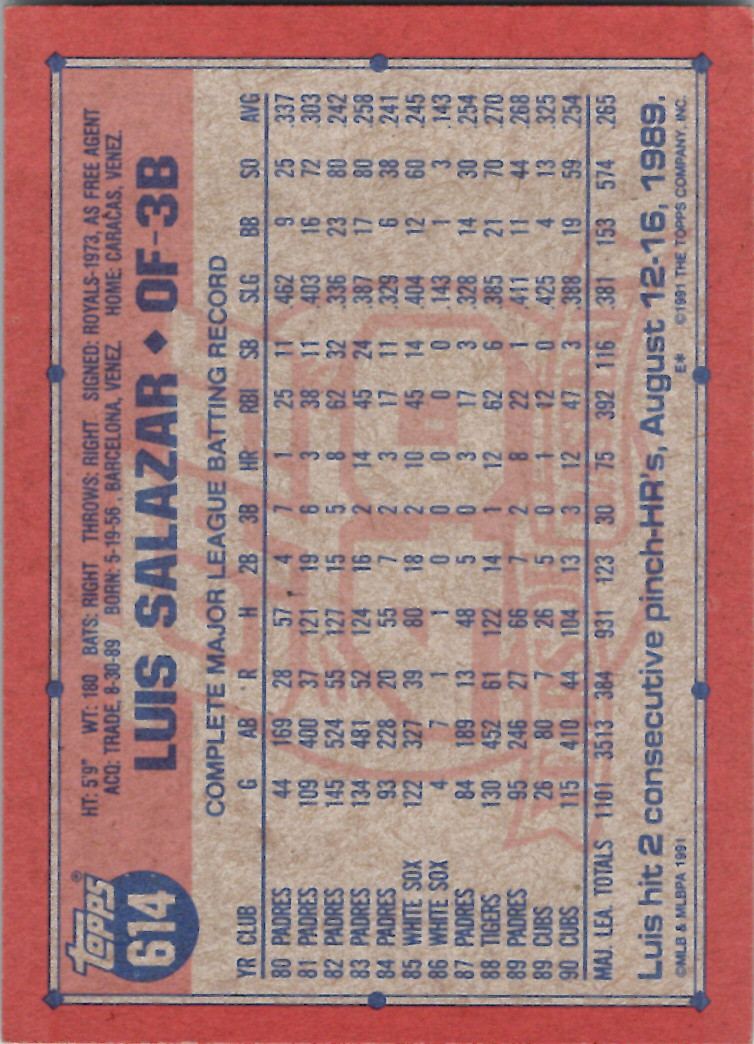 topps®
614
HT: 5'9" WT: 180 BATS: RIGHT THROWS: RIGHT SIGNED: ROYALS-1973, AS FREE AGENT
ACQ: TRADE, 8-30-89 BORN: 5-19-56, BARCELONA, VENEZ. HOME: CARACAS, VENEZ.
LUIS SALAZAR ◆ OF-3B
COMPLETE MAJOR LEAGUE BATTING RECORD
YR CLUB G AB R H 2B 3B HR RBI SB SLG BB SO AVG
80 PADRES 44 169 28 57 4 7 1 25 11 .462 9 25 .337
81 PADRES 109 400 37 121 19 6 3 38 11 .403 16 72 .303
82 PADRES 145 524 55 127 15 5 8 62 32 .336 23 80 .242
83 PADRES 134 481 52 124 16 2 14 45 24 .387 17 80 .258
84 PADRES 93 228 20 55 7 2 3 17 11 .329 6 38 .241
85 WHITE SOX 122 327 39 80 18 2 10 45 14 .404 12 60 .245
86 WHITE SOX 4 7 1 1 0 0 0 0 0 .143 1 3 .143
87 PADRES 84 189 13 48 5 0 3 17 3 .328 14 30 .254
88 TIGERS 130 452 61 122 14 1 12 62 6 .385 21 70 .270
89 PADRES 95 246 27 66 7 2 8 22 1 .411 11 44 .268
89 CUBS 26 80 7 26 5 0 1 12 0 .425 4 13 .325
90 CUBS 115 410 44 104 13 3 12 47 3 .388 19 59 .254
MAJ. LEA. TOTALS 1101 3513 384 931 123 30 75 392 116 .381 153 574 .265
Luis hit 2 consecutive pinch-HR's, August 12-16, 1989.
©MLB & MLBPA 1991 E* ©1991 THE TOPPS COMPANY, INC.